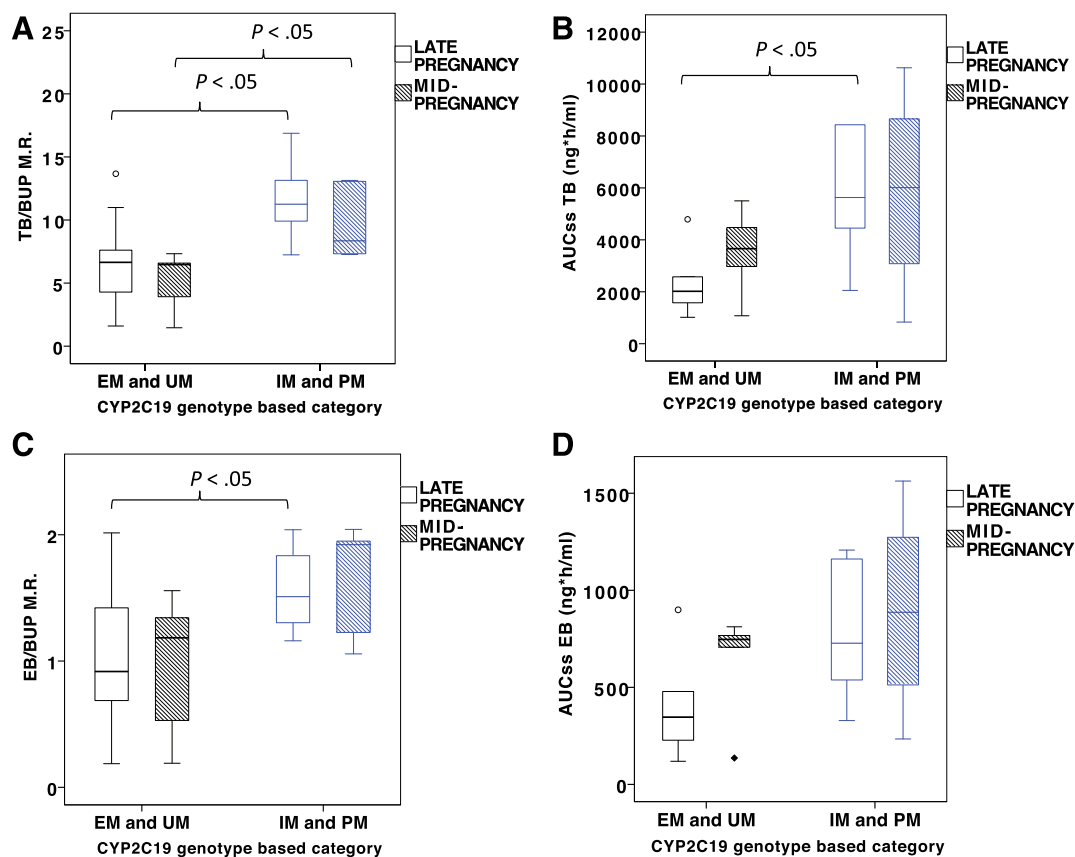 A
TB/BUP M.R.
25
20
15
10
5
0
P < .05
P < .05
LATE
PREGNANCY
MID-
PREGNANCY
EM and UM
IM and PM
CYP2C19 genotype based category
B
AUCss TB (ng*h/ml)
12000
10000
8000
6000
4000
2000
0
P < .05
LATE
PREGNANCY
MID-
PREGNANCY
EM and UM
IM and PM
CYP2C19 genotype based category
C
EB/BUP M.R.
2
1
0
P < .05
LATE
PREGNANCY
MID-
PREGNANCY
EM and UM
IM and PM
CYP2C19 genotype based category
D
AUCss EB (ng*h/ml)
1500
1000
500
0
LATE
PREGNANCY
MID-
PREGNANCY
EM and UM
IM and PM
CYP2C19 genotype based category